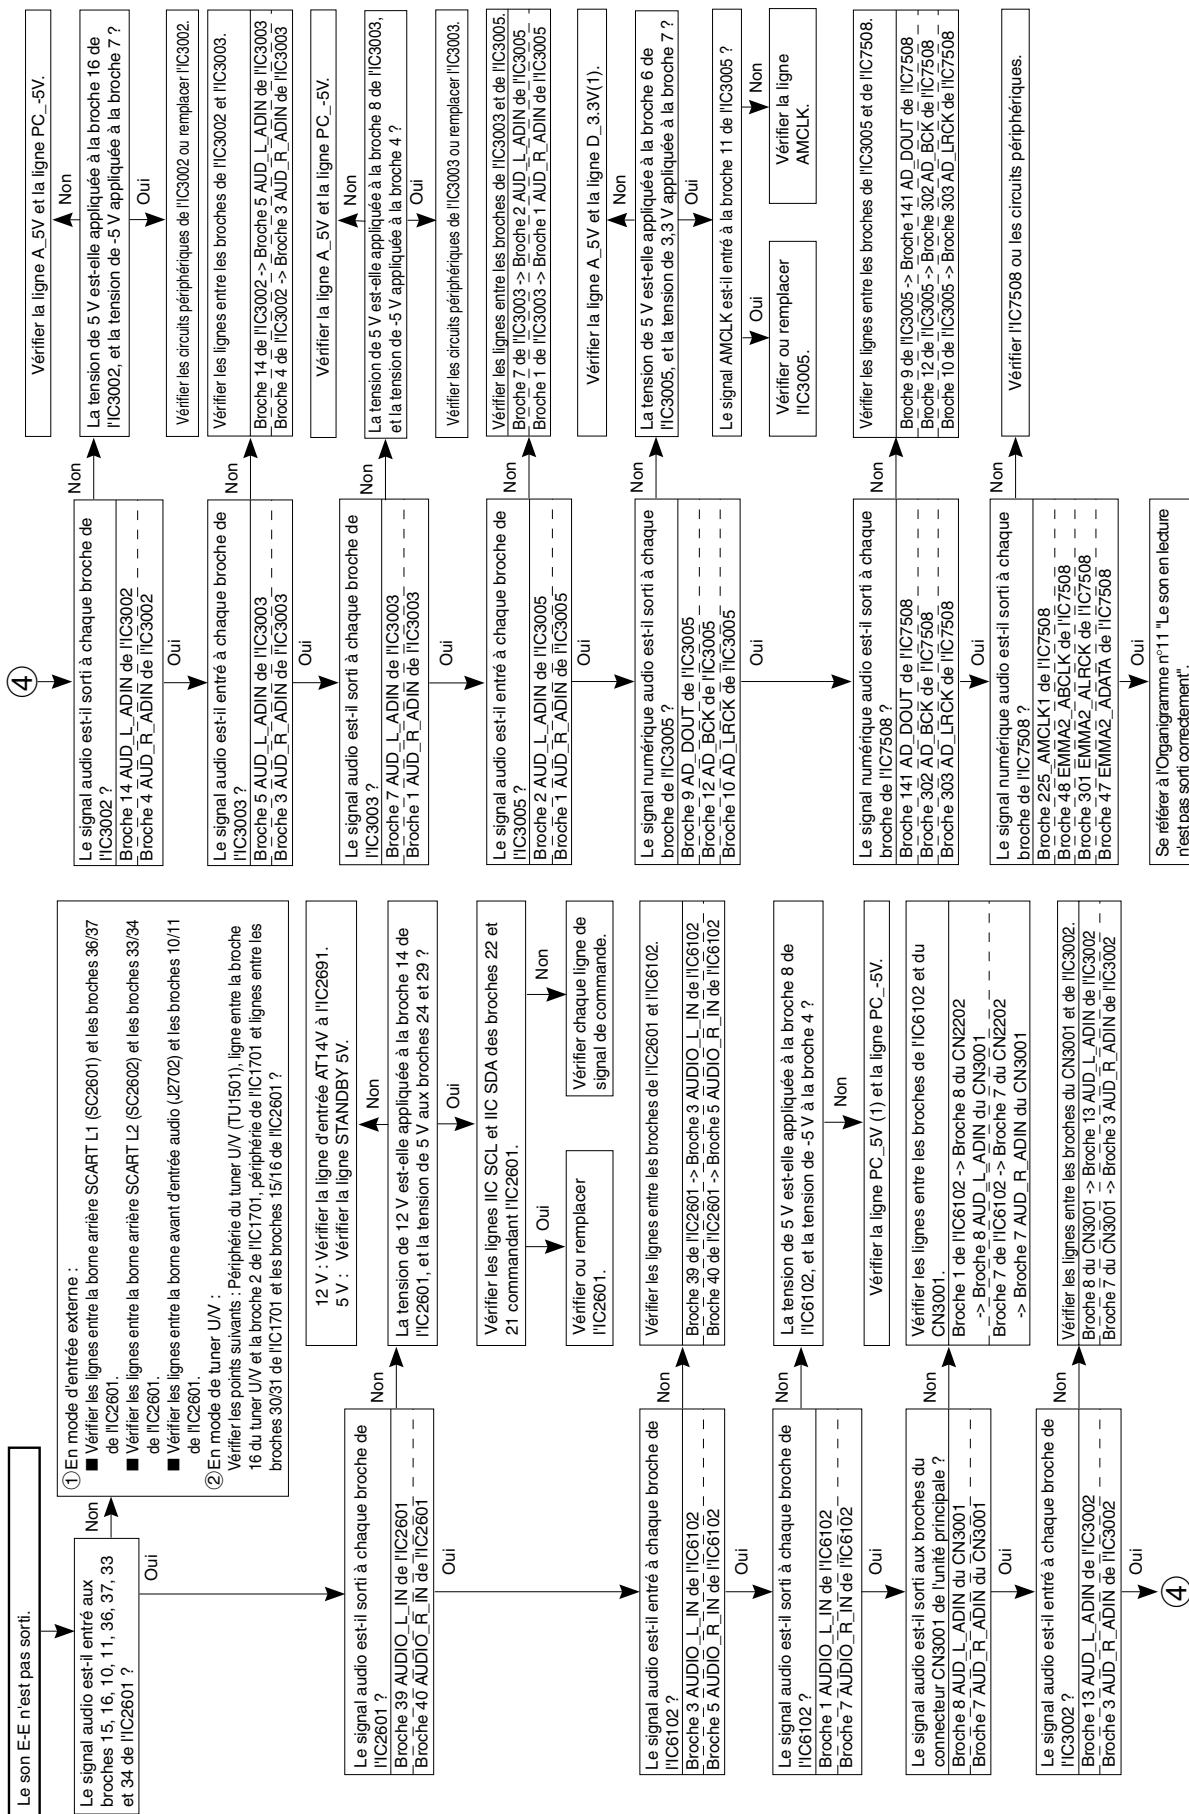 Le son E-E n'est pas sorti.
Le signal audio est-il entré aux
broches 15, 16, 10, 11, 36, 37, 33
et 34 de l'IC2601 ?
Non
Oui
① En mode d'entrée externe :
■ Vérifier les lignes entre la borne arrière SCART L1 (SC2601) et les broches 36/37
de l'IC2601.
■ Vérifier les lignes entre la borne arrière SCART L2 (SC2602) et les broches 33/34
de l'IC2601.
■ Vérifier les lignes entre la borne avant d'entrée audio (J2702) et les broches 10/11
de l'IC2601.
② En mode de tuner U/V :
Vérifier les points suivants : Périphérie du tuner U/V (TU1501), ligne entre la broche
16 du tuner U/V et la broche 2 de l'IC1701, périphérie de l'IC1701 et lignes entre les
broches 30/31 de l'IC1701 et les broches 15/16 de l'IC2601 ?
Le signal audio est-il sorti à chaque broche de
l'IC2601 ?
Broche 39 AUDIO_L_IN de l'IC2601
Broche 40 AUDIO_R_IN de l'IC2601
Non
Oui
12 V : Vérifier la ligne d'entrée AT14V à l'IC2691.
5 V : Vérifier la ligne STANDBY 5V.
Non
La tension de 12 V est-elle appliquée à la broche 14 de
l'IC2601, et la tension de 5 V aux broches 24 et 29 ?
Oui
Vérifier les lignes IIC SCL et IIC SDA des broches 22 et
21 commandant l'IC2601.
Oui
Non
Vérifier ou remplacer
l'IC2601.
Vérifier chaque ligne de
signal de commande.
Le signal audio est-il entré à chaque broche de
l'IC6102 ?
Broche 3 AUDIO_L_IN de l'IC6102
Broche 5 AUDIO_R_IN de l'IC6102
Non
Oui
Vérifier les lignes entre les broches de l'IC2601 et l'IC6102.
Broche 39 de l'IC2601 -> Broche 3 AUDIO_L_IN de l'IC6102
Broche 40 de l'IC2601 -> Broche 5 AUDIO_R_IN de l'IC6102
Le signal audio est-il sorti à chaque broche de
l'IC6102 ?
Broche 1 AUDIO_L_IN de l'IC6102
Broche 7 AUDIO_R_IN de l'IC6102
Non
Oui
La tension de 5 V est-elle appliquée à la broche 8 de
l'IC6102, et la tension de -5 V à la broche 4 ?
Non
Vérifier la ligne PC_5V (1) et la ligne PC_-5V.
Le signal audio est-il sorti aux broches du
connecteur CN3001 de l'unité principale ?
Broche 8 AUD_L_ADIN du CN3001
Broche 7 AUD_R_ADIN du CN3001
Non
Oui
Vérifier les lignes entre les broches de l'IC6102 et du
CN3001.
Broche 1 de l'IC6102 -> Broche 8 du CN2202
-> Broche 8 AUD_L_ADIN du CN3001
Broche 7 de l'IC6102 -> Broche 7 du CN2202
-> Broche 7 AUD_R_ADIN du CN3001
Le signal audio est-il entré à chaque broche de
l'IC3002 ?
Broche 13 AUD_L_ADIN de l'IC3002
Broche 3 AUD_R_ADIN de l'IC3002
Non
Oui
Vérifier les lignes entre les broches du CN3001 et de l'IC3002.
Broche 8 du CN3001 -> Broche 13 AUD_L_ADIN de l'IC3002
Broche 7 du CN3001 -> Broche 3 AUD_R_ADIN de l'IC3002
④
④
Le signal audio est-il sorti à chaque broche de
l'IC3002 ?
Broche 14 AUD_L_ADIN de l'IC3002
Broche 4 AUD_R_ADIN de l'IC3002
Non
Oui
Vérifier la ligne A_5V et la ligne PC_-5V.
Non
La tension de 5 V est-elle appliquée à la broche 16 de
l'IC3002, et la tension de -5 V appliquée à la broche 7 ?
Oui
Vérifier les circuits périphériques de l'IC3002 ou remplacer l'IC3002.
Le signal audio est-il entré à chaque broche de
l'IC3003 ?
Broche 5 AUD_L_ADIN de l'IC3003
Broche 3 AUD_R_ADIN de l'IC3003
Non
Oui
Vérifier les lignes entre les broches de l'IC3002 et l'IC3003.
Broche 14 de l'IC3002 -> Broche 5 AUD_L_ADIN de l'IC3003
Broche 4 de l'IC3002 -> Broche 3 AUD_R_ADIN de l'IC3003
Le signal audio est-il sorti à chaque broche de
l'IC3003 ?
Broche 7 AUD_L_ADIN de l'IC3003
Broche 1 AUD_R_ADIN de l'IC3003
Non
Oui
Vérifier la ligne A_5V et la ligne PC_-5V.
Non
La tension de 5 V est-elle appliquée à la broche 8 de l'IC3003,
et la tension de -5 V appliquée à la broche 4 ?
Oui
Vérifier les circuits périphériques de l'IC3003 ou remplacer l'IC3003.
Le signal audio est-il entré à chaque broche de
l'IC3005 ?
Broche 2 AUD_L_ADIN de l'IC3005
Broche 1 AUD_R_ADIN de l'IC3005
Non
Oui
Vérifier les lignes entre les broches de l'IC3003 et de l'IC3005.
Broche 7 de l'IC3003 -> Broche 2 AUD_L_ADIN de l'IC3005
Broche 1 de l'IC3003 -> Broche 1 AUD_R_ADIN de l'IC3005
Le signal numérique audio est-il sorti à chaque
broche de l'IC3005 ?
Broche 9 AD_DOUT de l'IC3005
Broche 12 AD_BCK de l'IC3005
Broche 10 AD_LRCK de l'IC3005
Non
Oui
Vérifier la ligne A_5V et la ligne D_3.3V(1).
Non
La tension de 5 V est-elle appliquée à la broche 6 de
l'IC3005, et la tension de 3,3 V appliquée à la broche 7 ?
Oui
Le signal AMCLK est-il entré à la broche 11 de l'IC3005 ?
Oui
Non
Vérifier ou remplacer
l'IC3005.
Vérifier la ligne
AMCLK.
Le signal numérique audio est-il sorti à chaque
broche de l'IC7508 ?
Broche 141 AD_DOUT de l'IC7508
Broche 302 AD_BCK de l'IC7508
Broche 303 AD_LRCK de l'IC7508
Non
Oui
Vérifier les lignes entre les broches de l'IC3005 et de l'IC7508.
Broche 9 de l'IC3005 -> Broche 141 AD_DOUT de l'IC7508
Broche 12 de l'IC3005 -> Broche 302 AD_BCK de l'IC7508
Broche 10 de l'IC3005 -> Broche 303 AD_LRCK de l'IC7508
Le signal numérique audio est-il sorti à chaque
broche de l'IC7508 ?
Broche 225_AMCLK1 de l'IC7508
Broche 48 EMMA2_ABCLK de l'IC7508
Broche 301 EMMA2_ALRCK de l'IC7508
Broche 47 EMMA2_ADATA de l'IC7508
Non
Oui
Vérifier l'IC7508 ou les circuits périphériques.
Se référer à l'Organigramme n°11 "Le son en lecture
n'est pas sorti correctement".